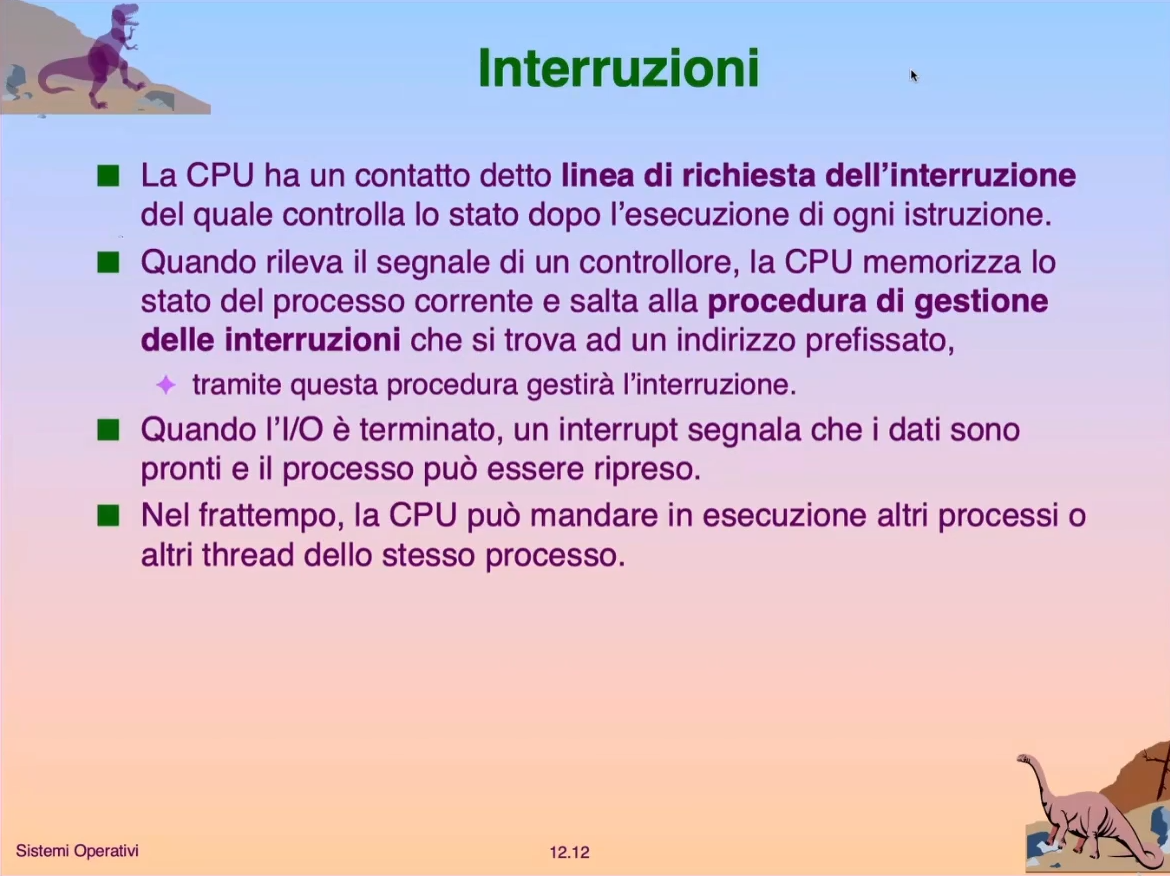 Interruzioni
La CPU ha un contatto detto linea di richiesta dell'interruzione
del quale controlla lo stato dopo l'esecuzione di ogni istruzione.
Quando rileva il segnale di un controllore, la CPU memorizza lo
stato del processo corrente e salta alla procedura di gestione
delle interruzioni che si trova ad un indirizzo prefissato,
tramite questa procedura gestirà l'interruzione.
Quando l'I/O è terminato, un interrupt segnala che i dati sono
pronti e il processo può essere ripreso.
Nel frattempo, la CPU può mandare in esecuzione altri processi o
altri thread dello stesso processo.
Sistemi Operativi
12.12